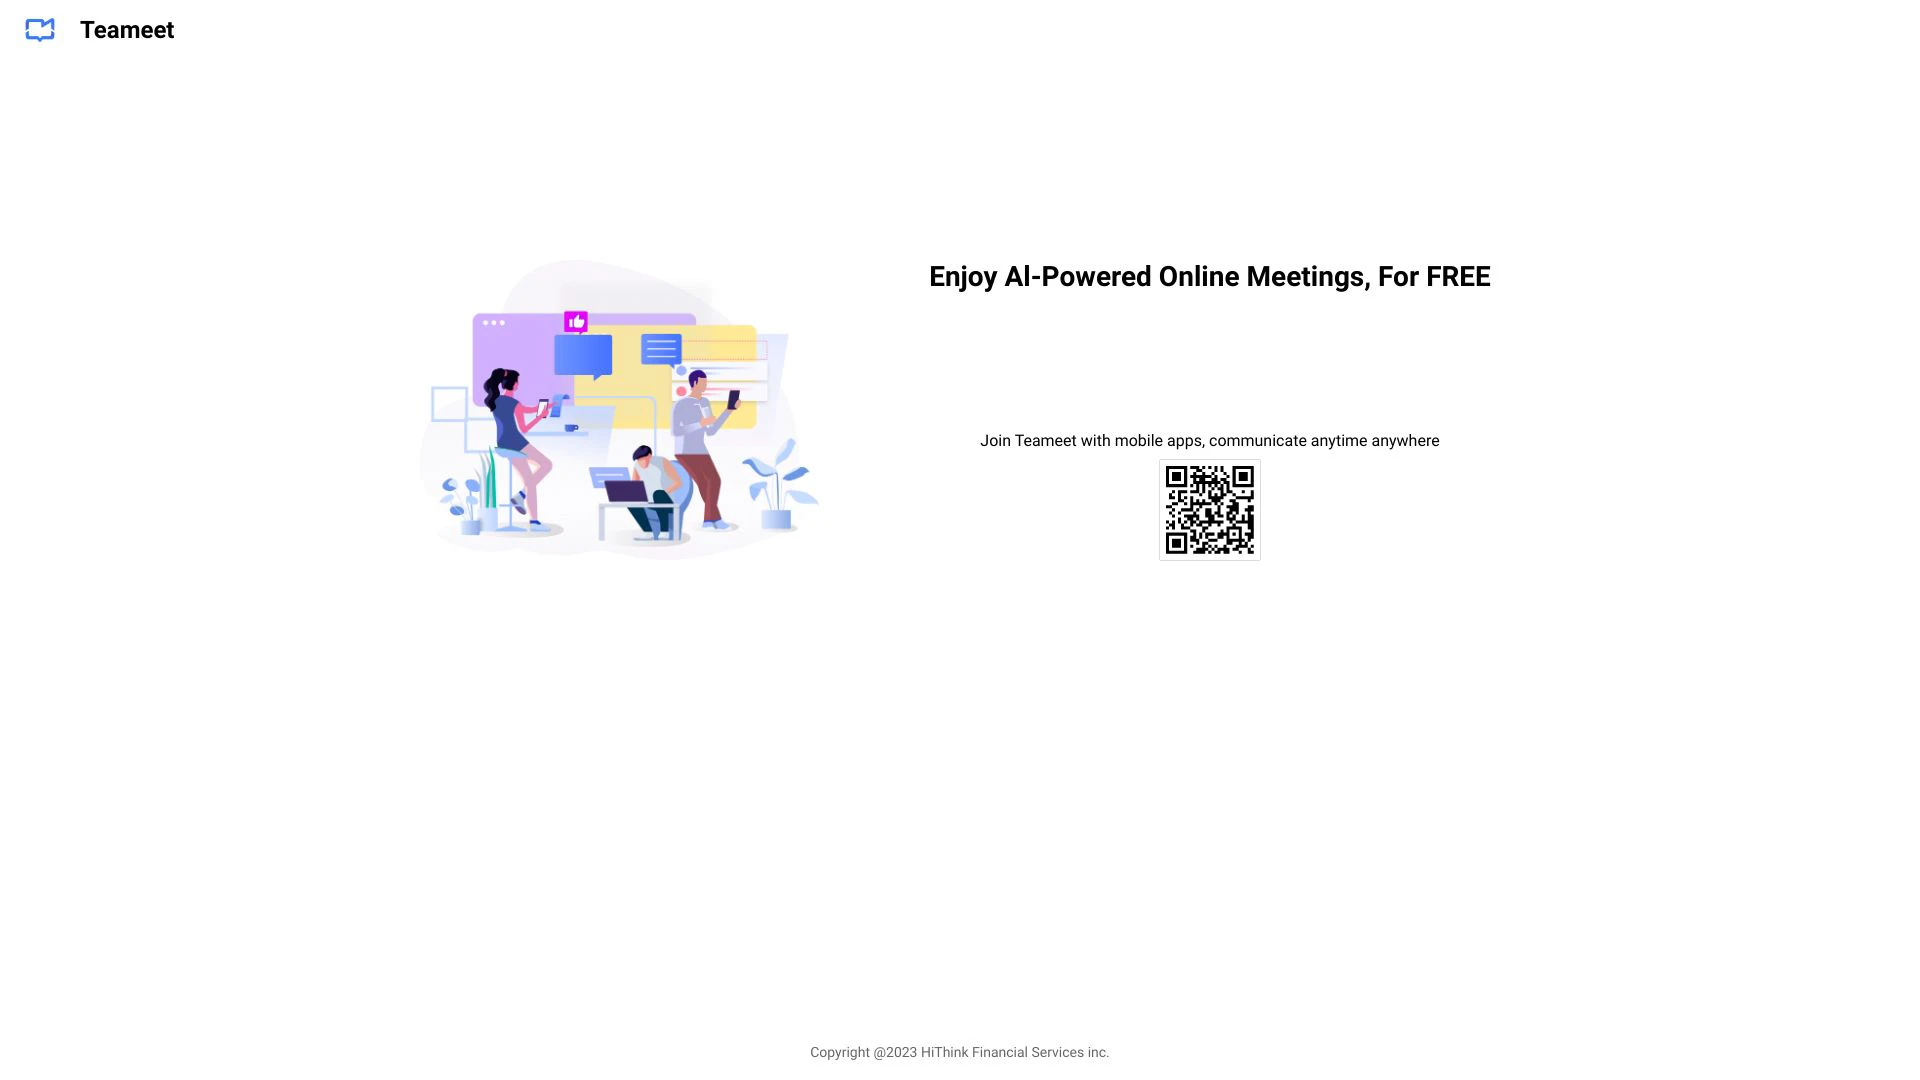 Teameet
Enjoy Al-Powered Online Meetings, For FREE
Join Teameet with mobile apps, communicate anytime anywhere
Copyright @2023 HiThink Financial Services inc.